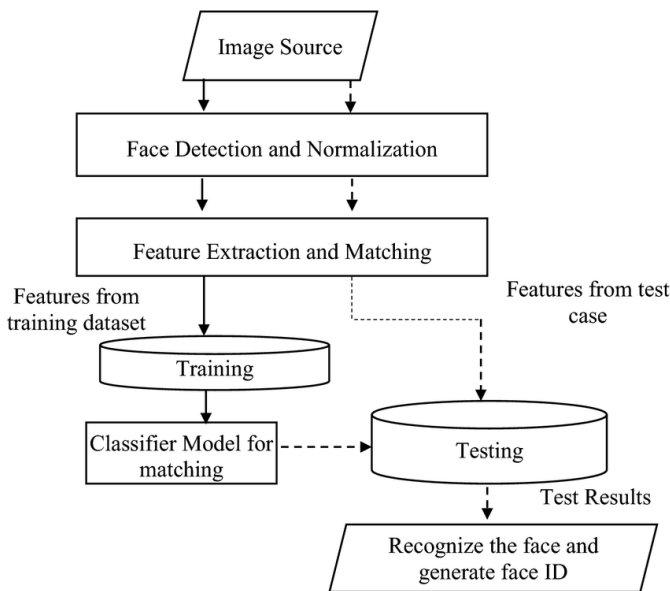 Image Source
Face Detection and Normalization
Feature Extraction and Matching
Features from
training dataset
Features from test
case
Training
Classifier Model for
matching
Testing
Test Results
Recognize the face and
generate face ID